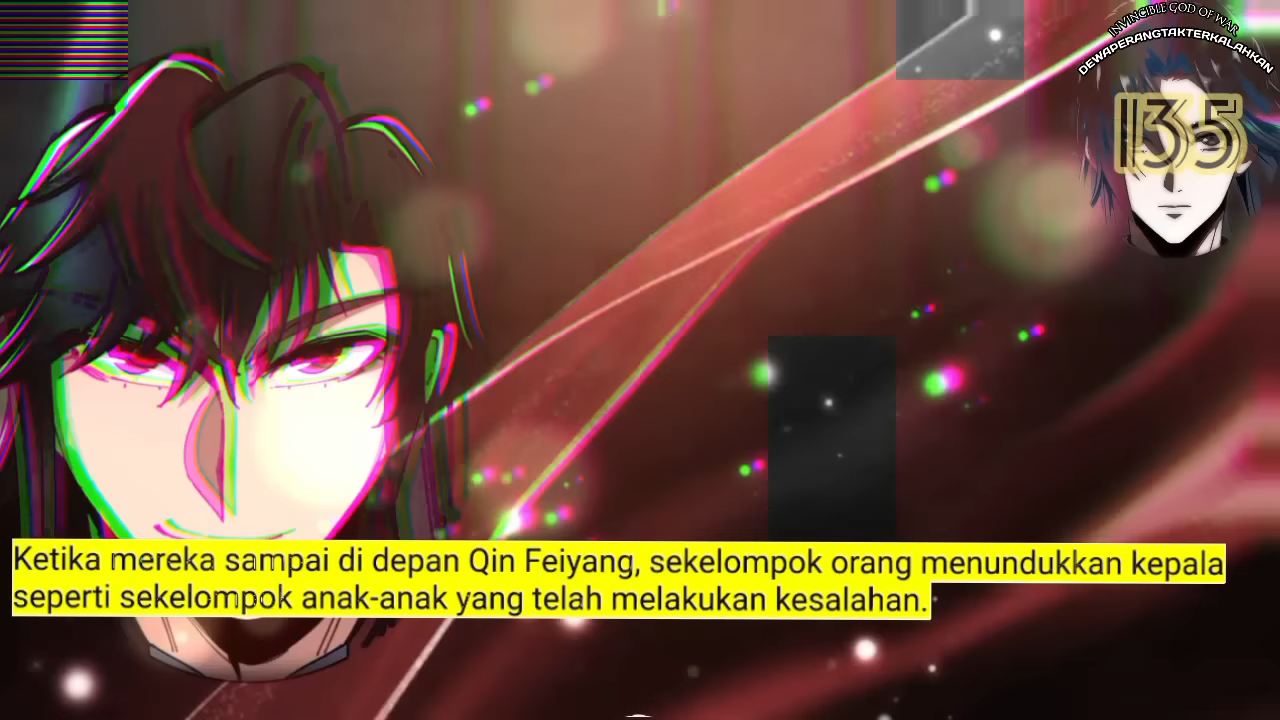 INVINCIBLE GOD OF WAR
DEWAPERANGTAKTERKALAHKAN
135
Ketika mereka sampai di depan Qin Feiyang, sekelompok orang menundukkan kepala
seperti sekelompok anak-anak yang telah melakukan kesalahan.